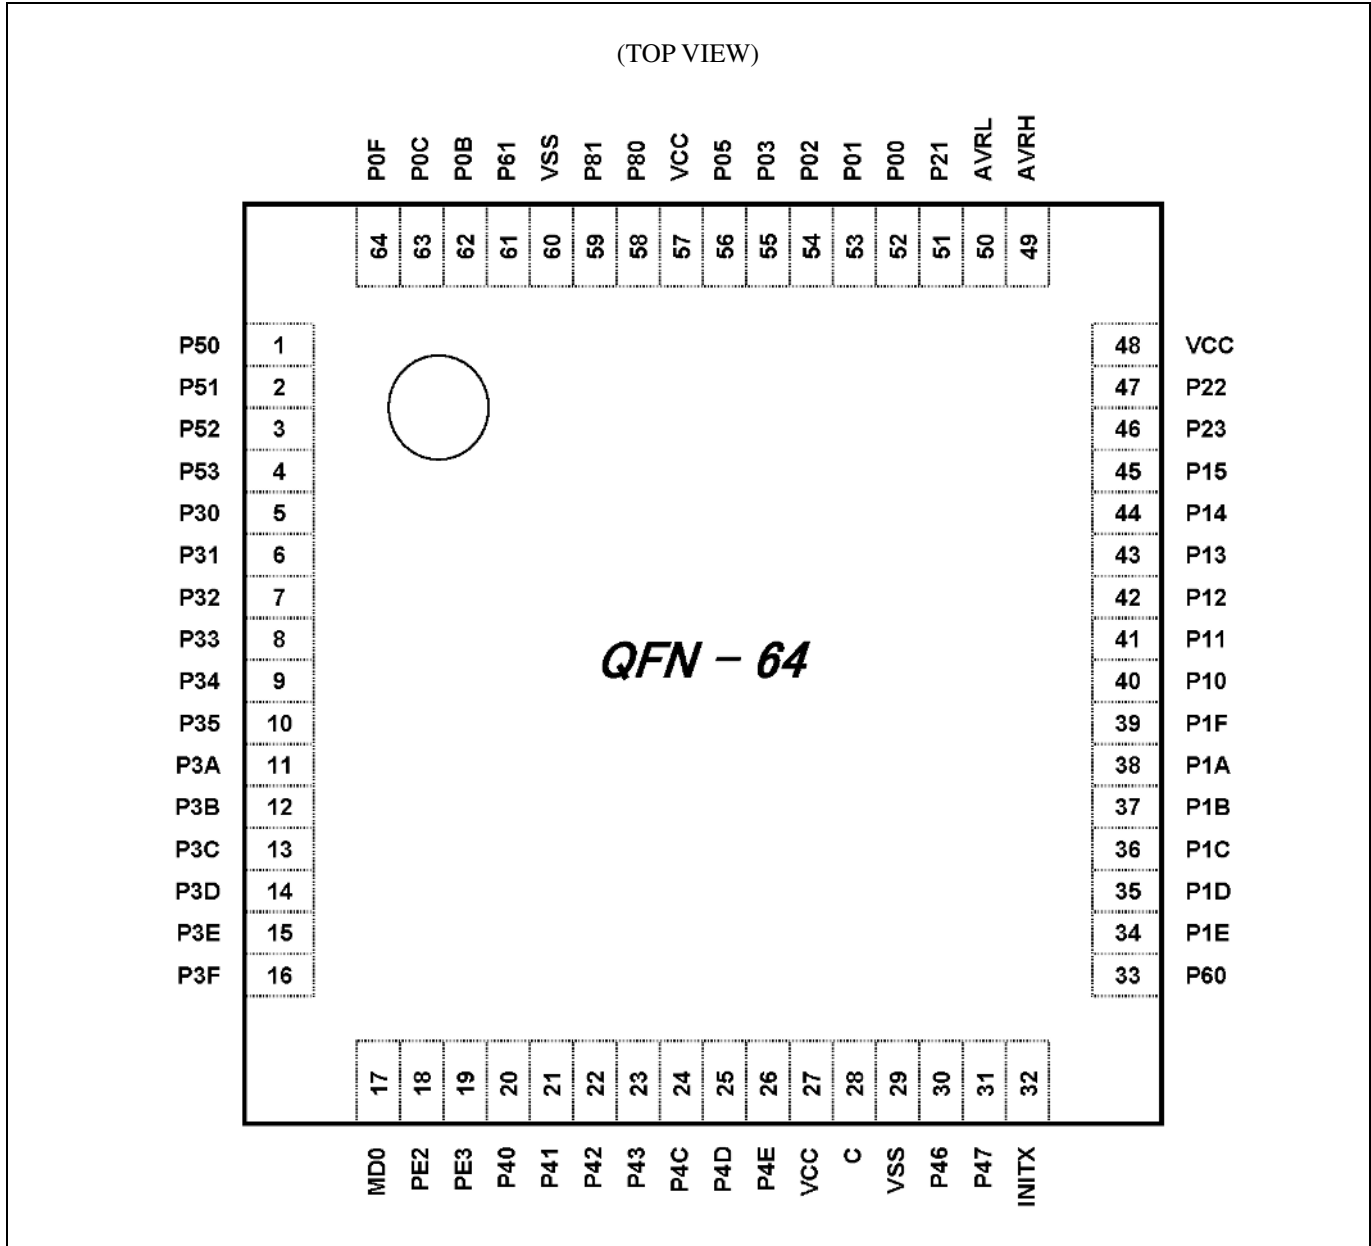 (TOP VIEW)
P0F P0C P0B P61 VSS P81 P80 VCC P05 P03 P02 P01 P00 P21 AVRL AVRH
64 63 62 61 60 59 58 57 56 55 54 53 52 51 50 49
P50 1 48 VCC
P51 2 47 P22
P52 3 46 P23
P53 4 45 P15
P30 5 44 P14
P31 6 43 P13
P32 7 42 P12
P33 8 41 P11
QFN - 64
P34 9 40 P10
P35 10 39 P1F
P3A 11 38 P1A
P3B 12 37 P1B
P3C 13 36 P1C
P3D 14 35 P1D
P3E 15 34 P1E
P3F 16 33 P60
17 18 19 20 21 22 23 24 25 26 27 28 29 30 31 32
MD0 PE2 PE3 P40 P41 P42 P43 P4C P4D P4E VCC C VSS P46 P47 INITX